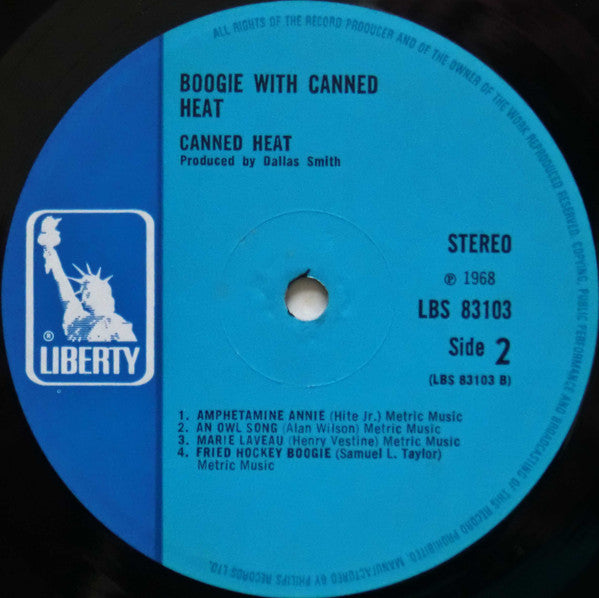 ALL RIGHTS OF THE RECORD PRODUCER AND OF THE OWNER OF THE WORK REPRODUCED RESERVED. COPYING, PUBLIC PERFORMANCE AND BROADCASTING OF THIS RECORD PROHIBITED. MANUFACTURED BY PHILIPS RECORDS LTD.
BOOGIE WITH CANNED
HEAT
CANNED HEAT
Produced by Dallas Smith
STEREO
℗ 1968
LBS 83103
Side 2
(LBS 83103 B)
® LIBERTY
1. AMPHETAMINE ANNIE (Hite Jr.) Metric Music
2. AN OWL SONG (Alan Wilson) Metric Music
3. MARIE LAVEAU (Henry Vestine) Metric Music
4. FRIED HOCKEY BOOGIE (Samuel L. Taylor)
Metric Music